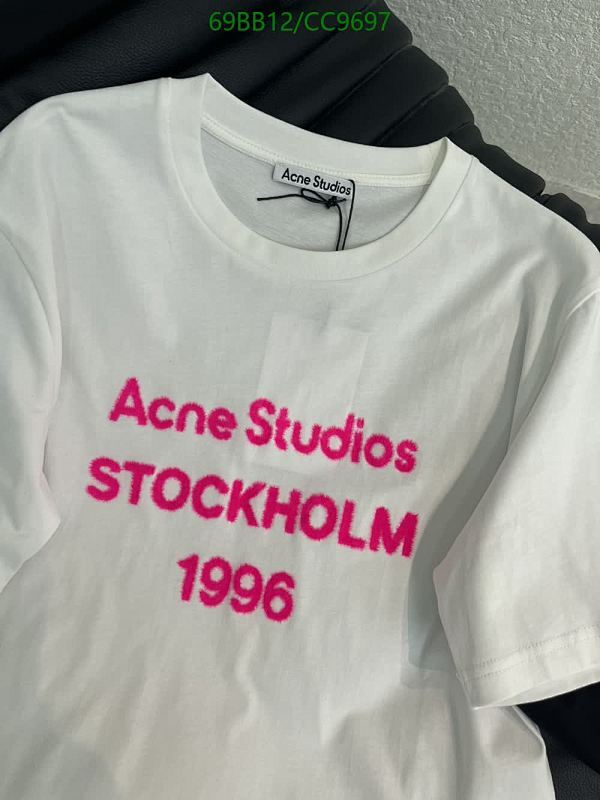 69BB12/CC9697
Acne Studios
Acne Studios
STOCKHOLM
1996